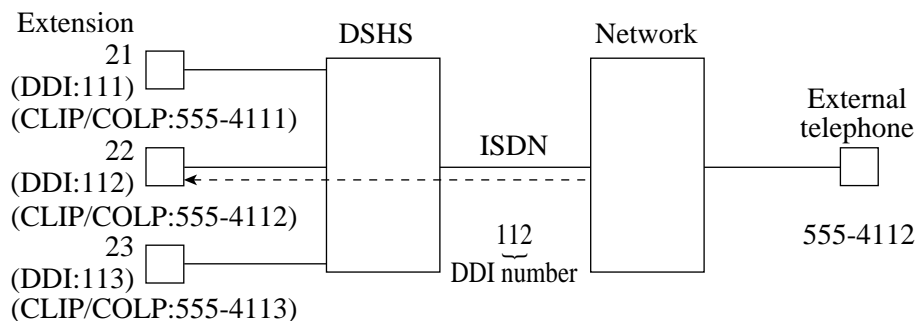 Extension
21
(DDI:111)
(CLIP/COLP:555-4111)
22
(DDI:112)
(CLIP/COLP:555-4112)
23
(DDI:113)
(CLIP/COLP:555-4113)
DSHS
ISDN
112
DDI number
Network
External
telephone
555-4112